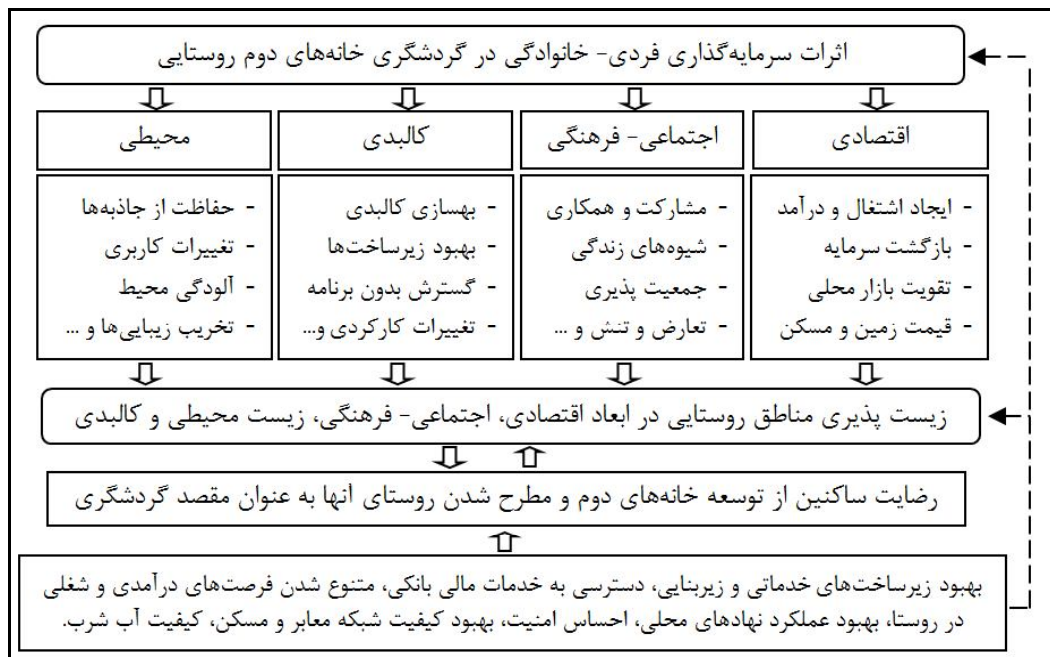 اثرات سرمایه‌گذاری فردی- خانوادگی در گردشگری خانه‌های دوم روستایی
اقتصادی
- ایجاد اشتغال و درآمد
- بازگشت سرمایه
- تقویت بازار محلی
- قیمت زمین و مسکن
اجتماعی- فرهنگی
- مشارکت و همکاری
- شیوه‌های زندگی
- جمعیت پذیری
- تعارض و تنش و ...
کالبدی
- بهسازی کالبدی
- بهبود زیرساخت‌ها
- گسترش بدون برنامه
- تغییرات کارکردی و...
محیطی
- حفاظت از جاذبه‌ها
- تغییرات کاربری
- آلودگی محیط
- تخریب زیبایی‌ها و ...
زیست پذیری مناطق روستایی در ابعاد اقتصادی، اجتماعی- فرهنگی، زیست محیطی و کالبدی
رضایت ساکنین از توسعه خانه‌های دوم و مطرح شدن روستای آنها به عنوان مقصد گردشگری
بهبود زیرساخت‌های خدماتی و زیربنایی، دسترسی به خدمات مالی بانکی، متنوع شدن فرصت‌های درآمدی و شغلی
در روستا، بهبود عملکرد نهادهای محلی، احساس امنیت، بهبود کیفیت شبکه معابر و مسکن، کیفیت آب شرب.